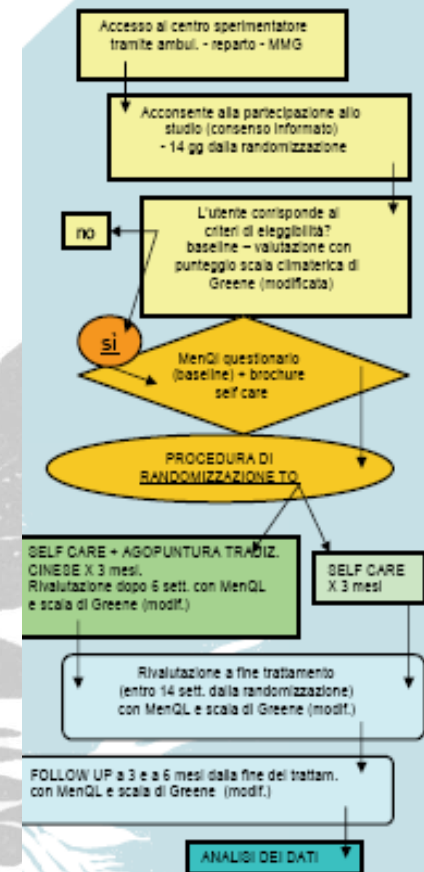 Accesso al centro sperimentatore
tramite ambul. - reparto - MMG
Acconsente alla partecipazione allo
studio (consenso informato)
- 14 gg dalla randomizzazione
L'utente corrisponde ai
criteri di eleggibilità?
baseline – valutazione con
punteggio scala climaterica di
Greene (modificata)
no
sì
MenQl questionario
(baseline) + brochure
self care
PROCEDURA DI
RANDOMIZZAZIONE TO
SELF CARE + AGOPUNTURA TRADIZ.
CINESE X 3 mesi.
Rivalutazione dopo 6 sett. con MenQL
e scala di Greene (modif.)
SELF CARE
X 3 mesi
Rivalutazione a fine trattamento
(entro 14 sett. dalla randomizzazione)
con MenQL e scala di Greene (modif.)
FOLLOW UP a 3 e a 6 mesi dalla fine del trattam.
con MenQL e scala di Greene (modif.)
ANALISI DEI DATI